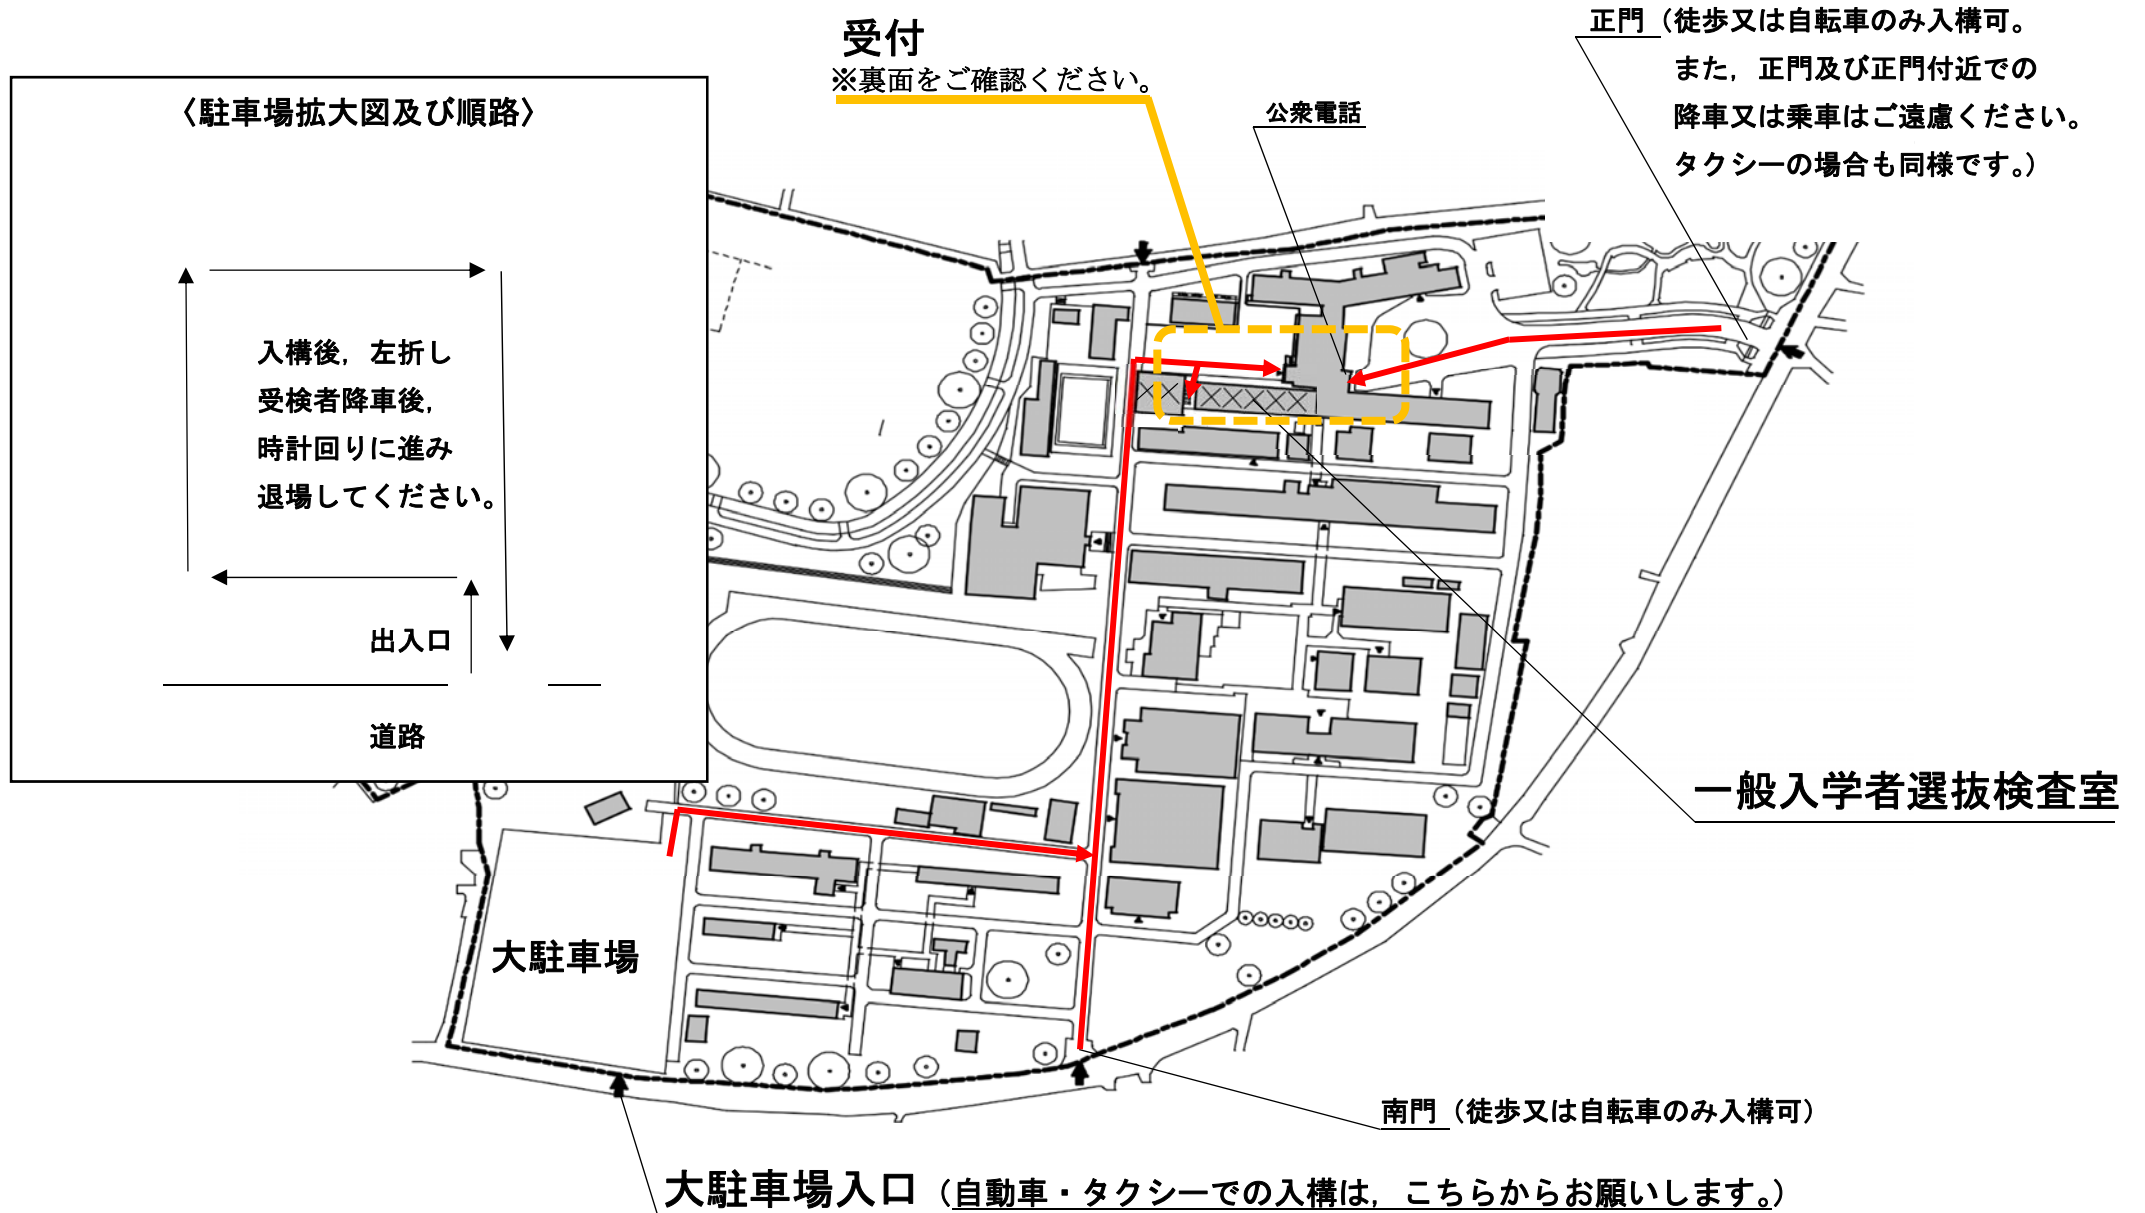 受付
※裏面をご確認ください。
正門（徒歩又は自転車のみ入構可。
また，正門及び正門付近での
降車又は乗車はご遠慮ください。
タクシーの場合も同様です。）
公衆電話
〈駐車場拡大図及び順路〉
入構後，左折し
受検者降車後，
時計回りに進み
退場してください。
出入口
道路
一般入学者選抜検査室
大駐車場
南門（徒歩又は自転車のみ入構可）
大駐車場入口（自動車・タクシーでの入構は，こちらからお願いします。）